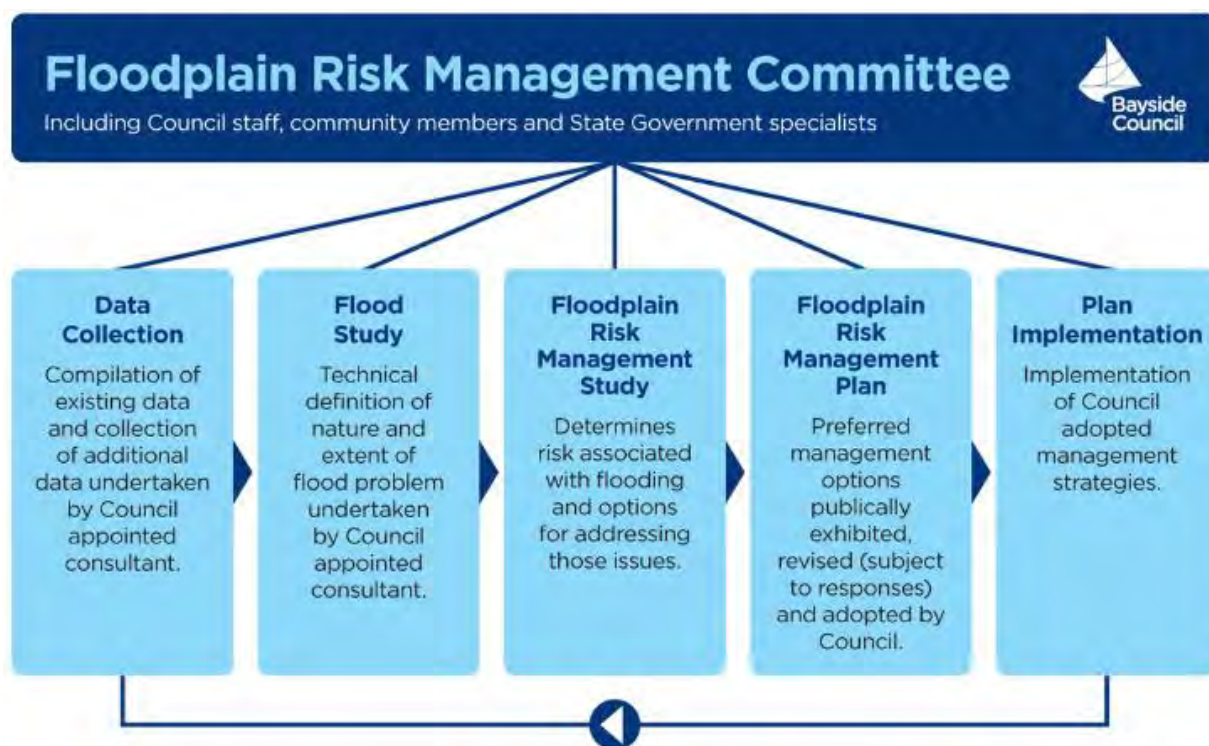 Floodplain Risk Management Committee
Including Council staff, community members and State Government specialists
Bayside
Council
Data
Collection
Compilation of
existing data
and collection
of additional
data undertaken
by Council
appointed
consultant.
Flood
Study
Technical
definition of
nature and
extent of
flood problem
undertaken
by Council
appointed
consultant.
Floodplain
Risk
Management
Study
Determines
risk associated
with flooding
and options
for addressing
those issues.
Floodplain
Risk
Management
Plan
Preferred
management
options
publically
exhibited,
revised (subject
to responses)
and adopted by
Council.
Plan
Implementation
Implementation
of Council
adopted
management
strategies.